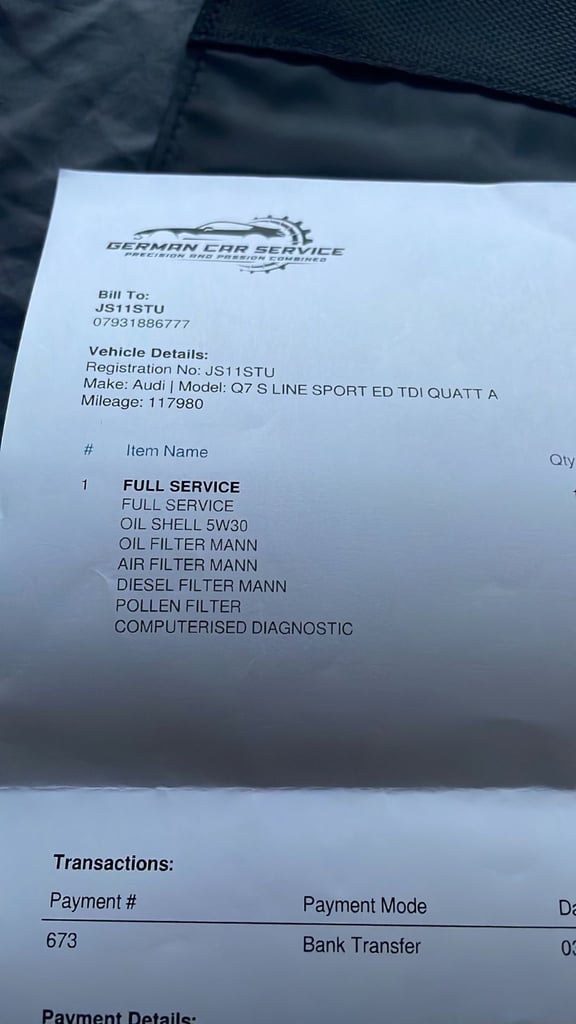 GERMAN CAR SERVICE
PRECISION AND PASSION COMBINED
Bill To:
JS11STU
07931886777
Vehicle Details:
Registration No: JS11STU
Make: Audi | Model: Q7 S LINE SPORT ED TDI QUATT A
Mileage: 117980
# Item Name Qty
1 FULL SERVICE
FULL SERVICE
OIL SHELL 5W30
OIL FILTER MANN
AIR FILTER MANN
DIESEL FILTER MANN
POLLEN FILTER
COMPUTERISED DIAGNOSTIC
Transactions:
Payment # Payment Mode
673 Bank Transfer
Payment Details: